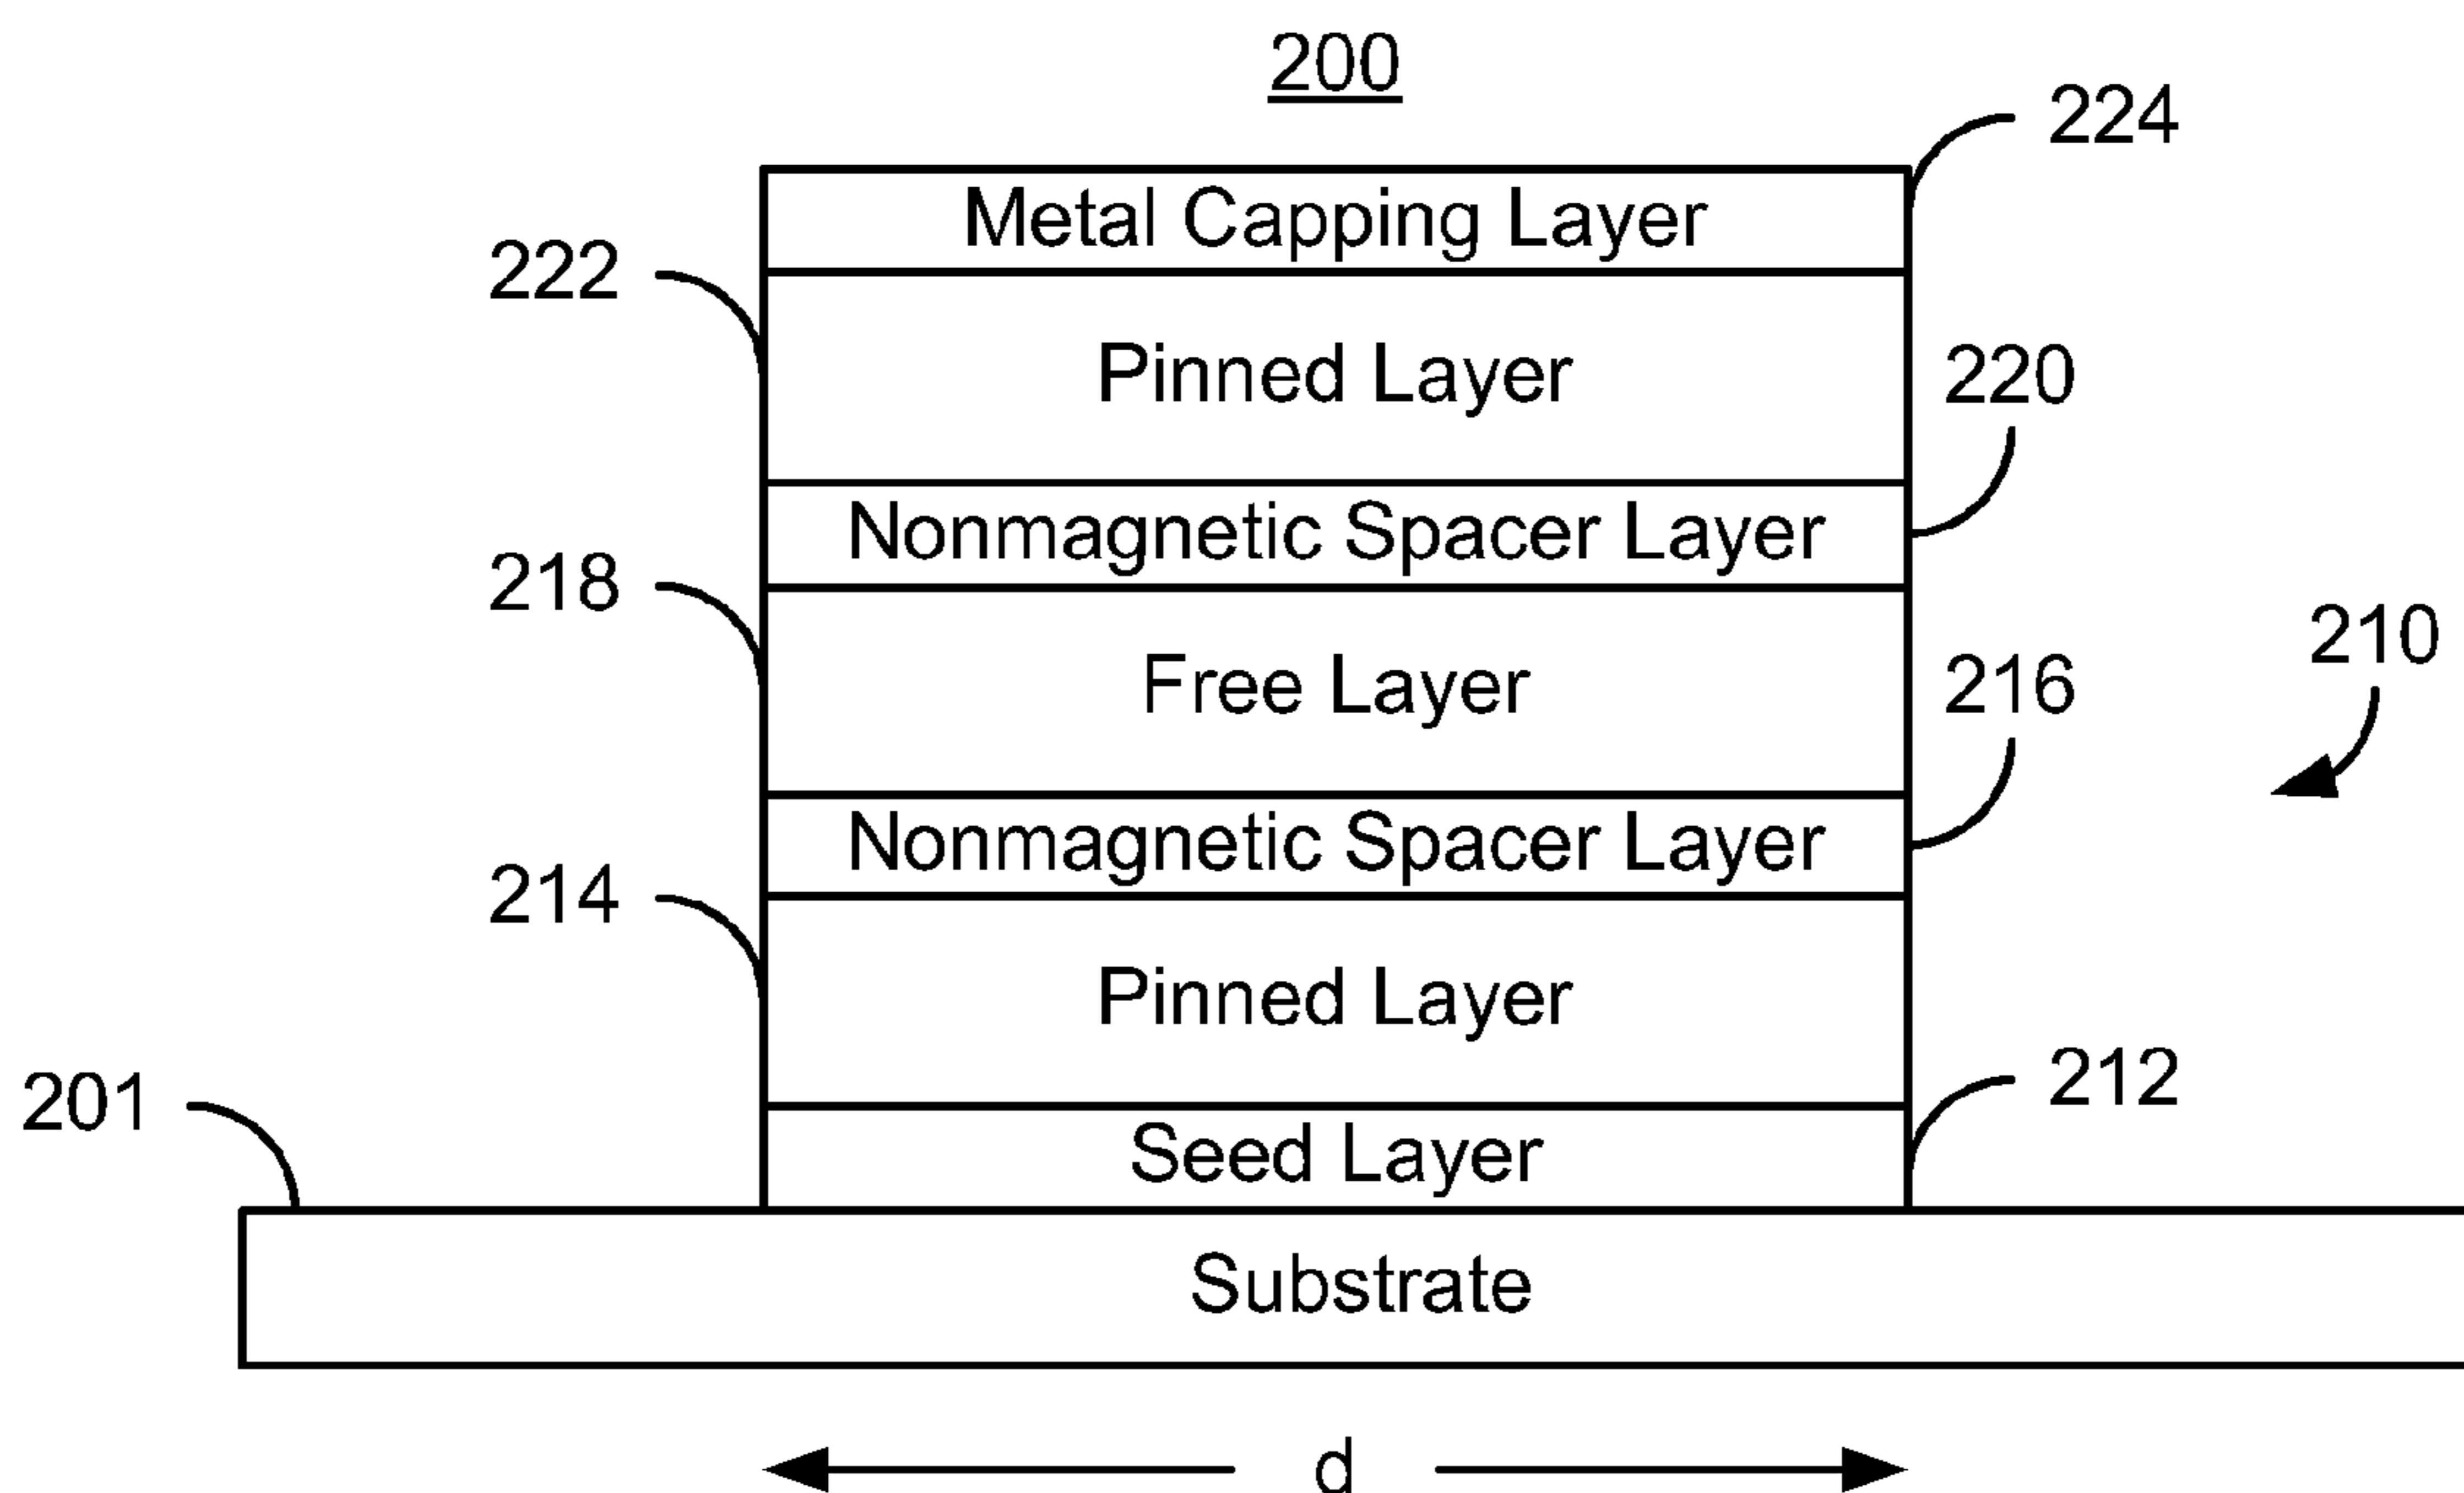 200
224
Metal Capping Layer
222
Pinned Layer
220
Nonmagnetic Spacer Layer
218
210
Free Layer
216
Nonmagnetic Spacer Layer
214
Pinned Layer
212
201
Seed Layer
Substrate
d